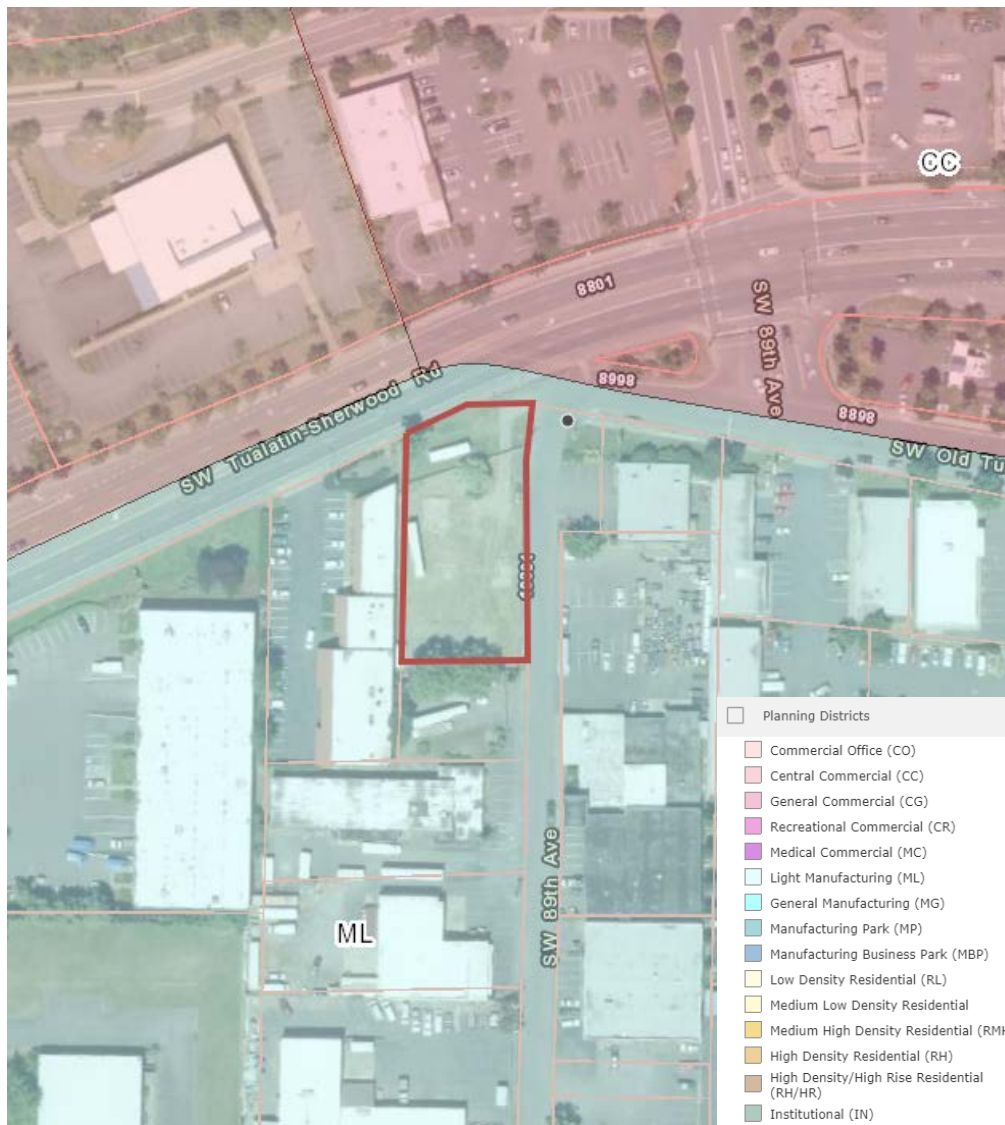 CC
8801
SW 89th Ave
SW Tualatin-Sherwood Rd
8998
8898
SW Old Tu
ML
SW 89th Ave
Planning Districts
Commercial Office (CO)
Central Commercial (CC)
General Commercial (CG)
Recreational Commercial (CR)
Medical Commercial (MC)
Light Manufacturing (ML)
General Manufacturing (MG)
Manufacturing Park (MP)
Manufacturing Business Park (MBP)
Low Density Residential (RL)
Medium Low Density Residential
Medium High Density Residential (RMH
High Density Residential (RH)
High Density/High Rise Residential
(RH/HR)
Institutional (IN)